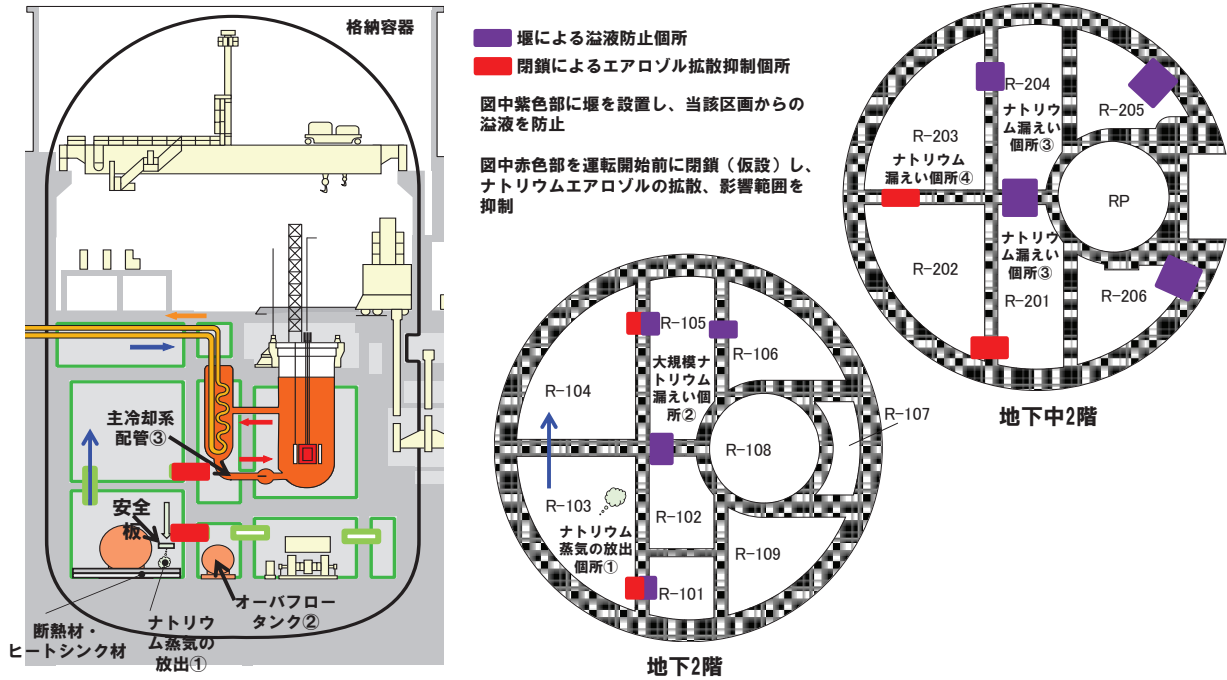 格納容器
堰による溢液防止個所
閉鎖によるエアロゾル拡散抑制個所
図中紫色部に堰を設置し、当該区画からの
溢液を防止
図中赤色部を運転開始前に閉鎖（仮設）し、
ナトリウムエアロゾルの拡散、影響範囲を
抑制
主冷却系
配管③
安全
板
オーバフロー
タンク②
断熱材・
ヒートシンク材
ナトリウ
ム蒸気の
放出①
R-105
R-106
大規模ナ
トリウム
漏えい個
所②
R-104
R-107
R-108
R-103
ナトリウム
蒸気の放出
個所①
R-102
R-109
R-101
地下2階
R-204
ナトリウ
ム漏えい
個所③
R-205
R-203
ナトリウム
漏えい個所④
RP
ナトリウ
ム漏えい
個所③
R-202
R-201
R-206
地下中2階